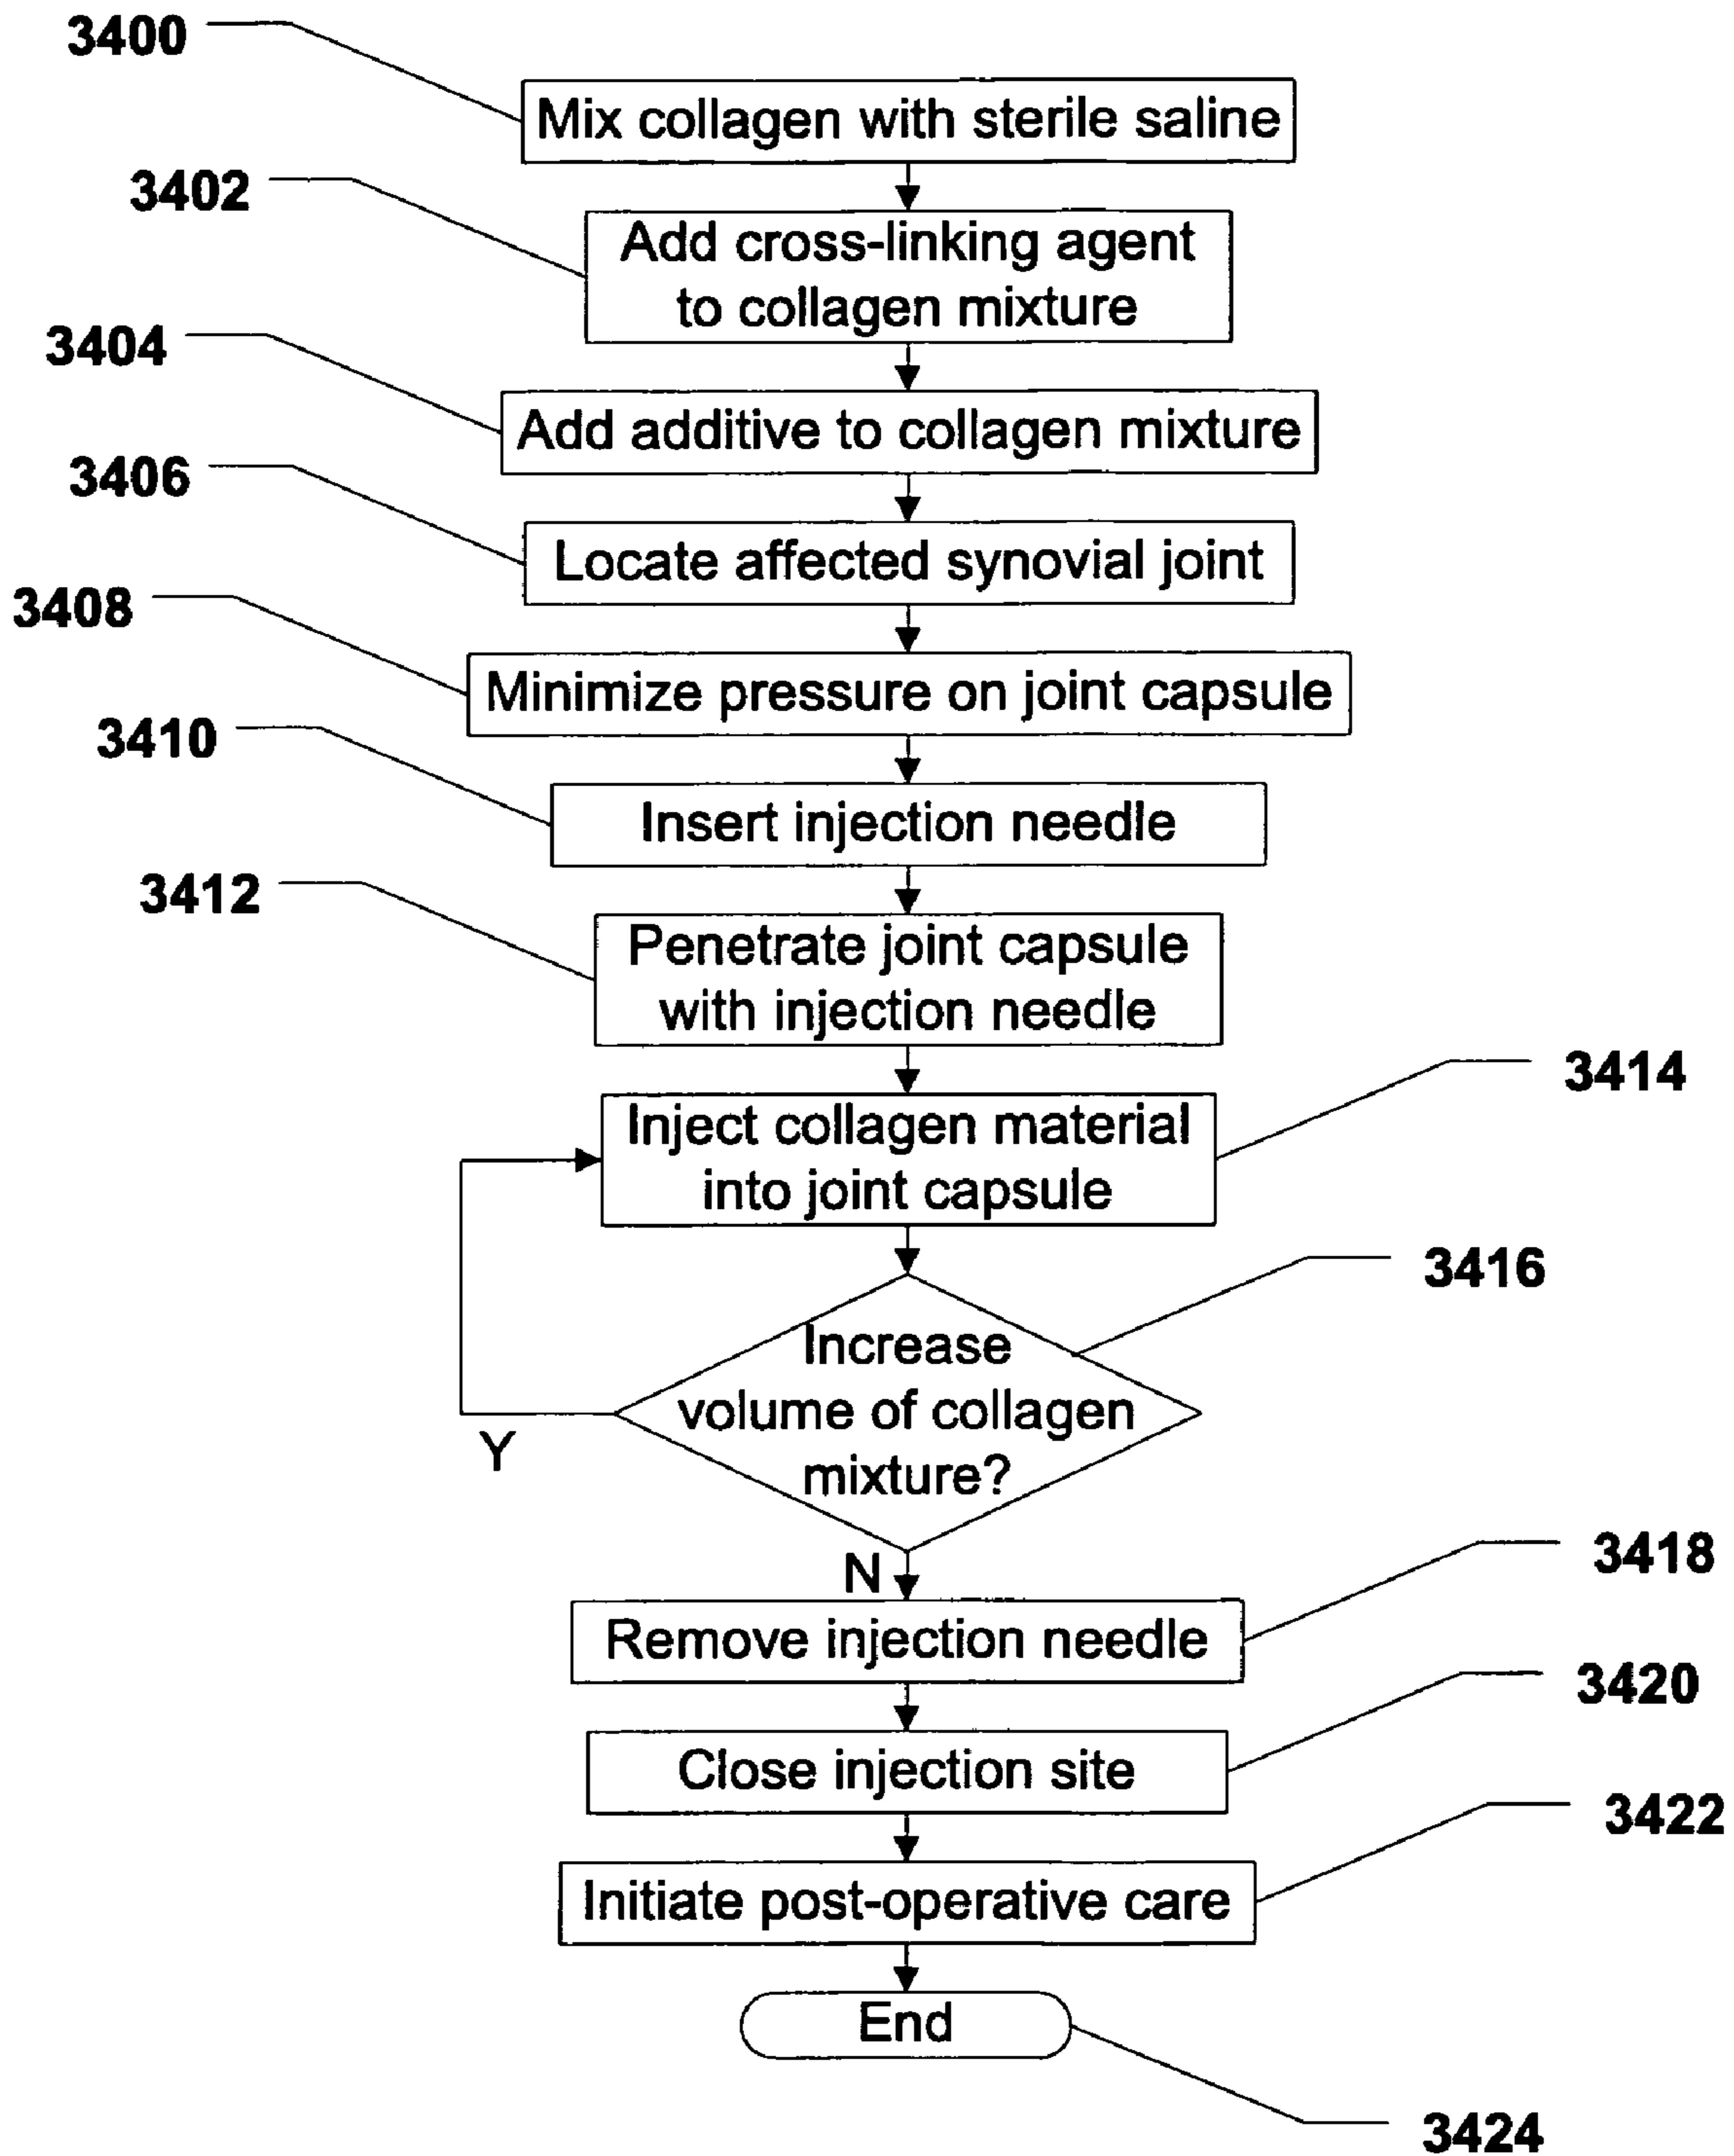 3400
Mix collagen with sterile saline
3402
Add cross-linking agent
to collagen mixture
3404
Add additive to collagen mixture
3406
Locate affected synovial joint
3408
Minimize pressure on joint capsule
3410
Insert injection needle
3412
Penetrate joint capsule
with injection needle
3414
Inject collagen material
into joint capsule
3416
Increase
volume of collagen
mixture?
Y
N
3418
Remove injection needle
3420
Close injection site
3422
Initiate post-operative care
End
3424